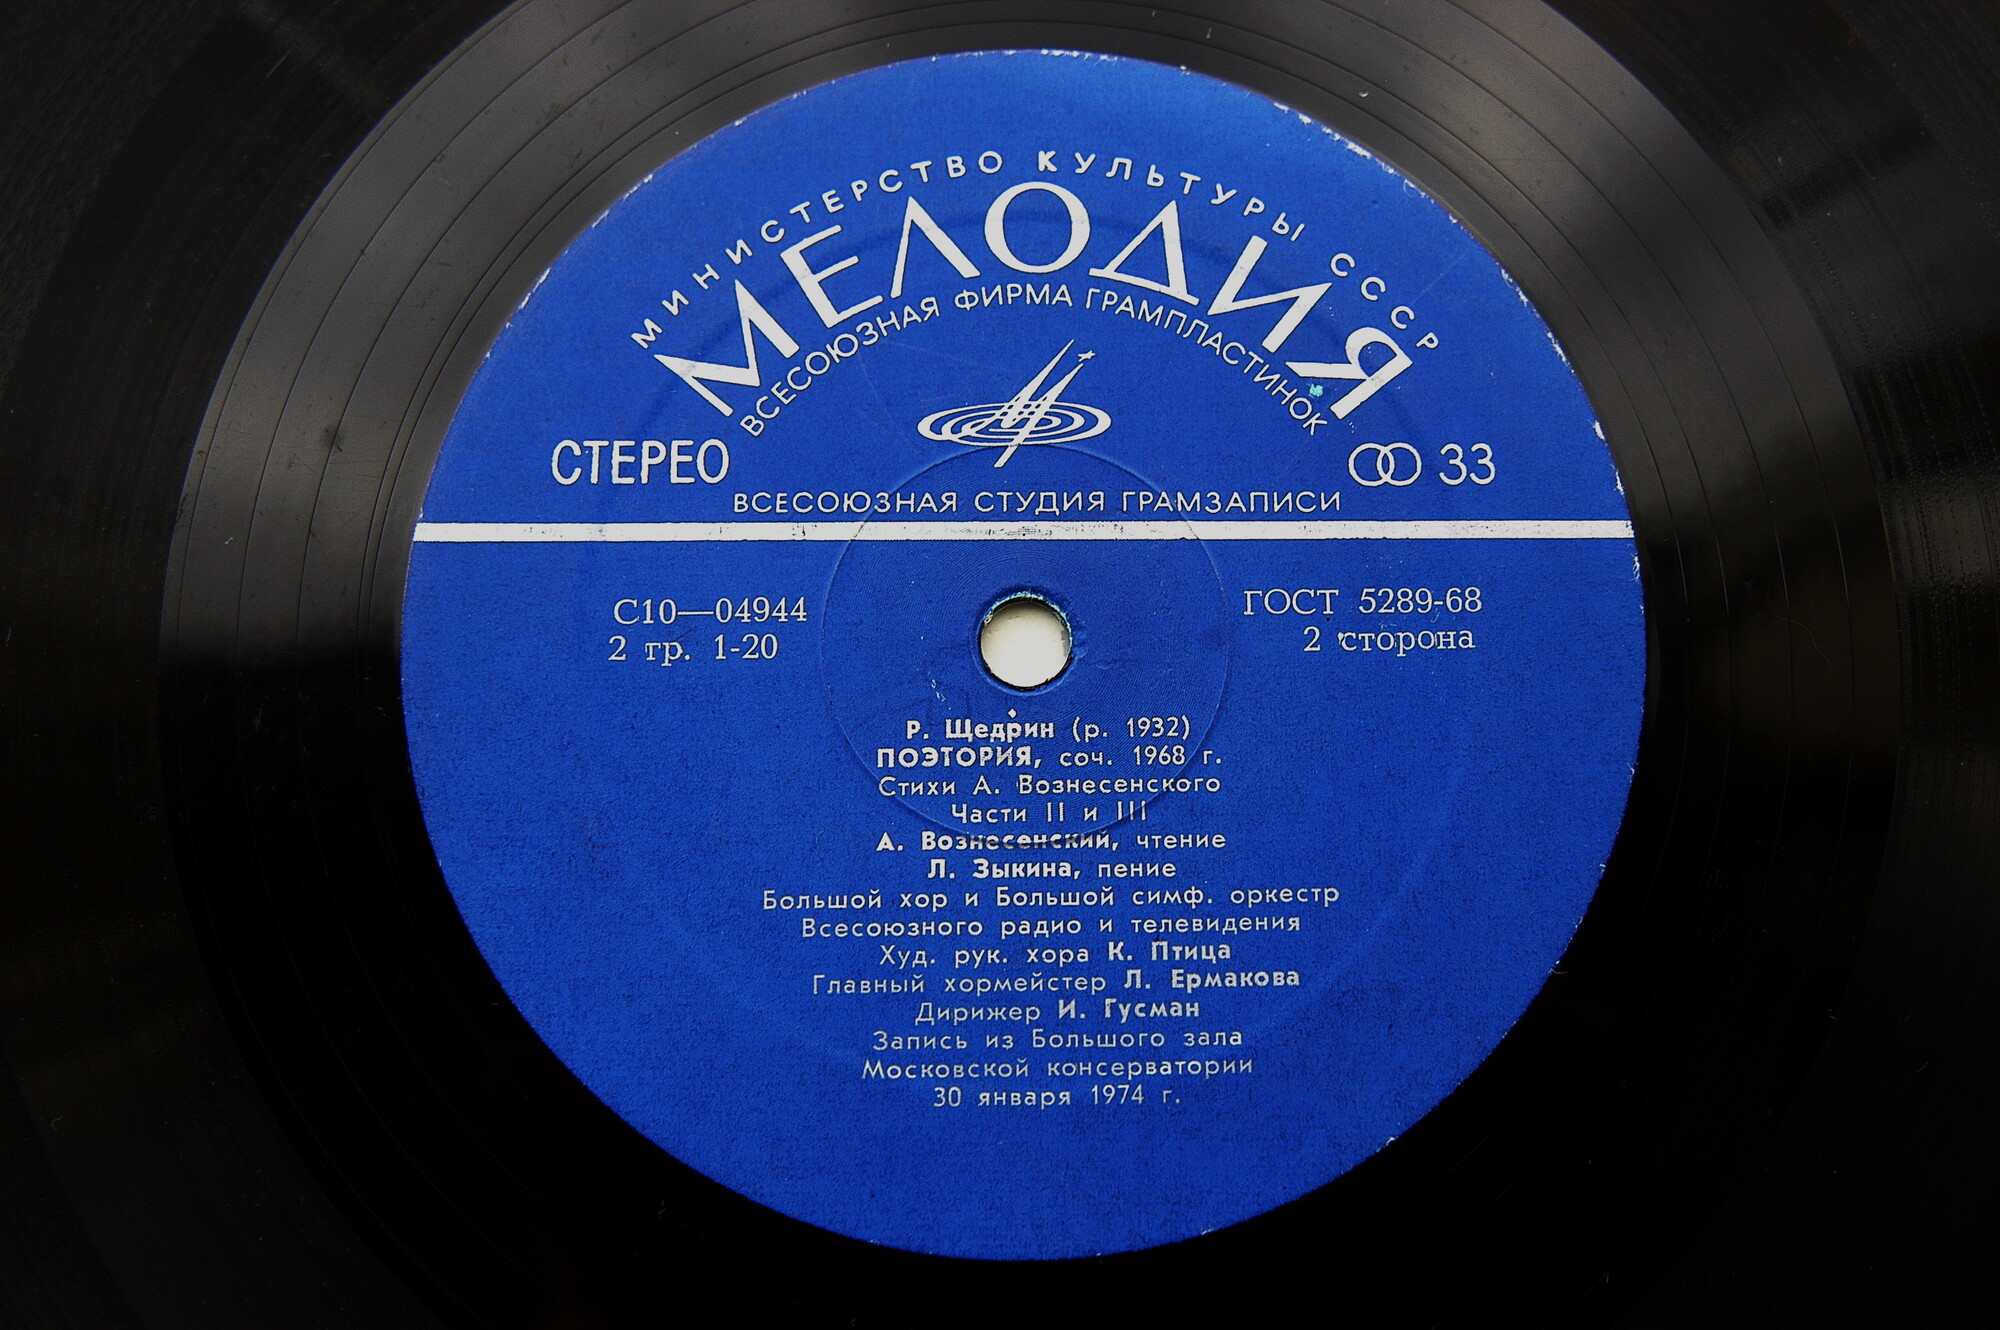 МИНИСТЕРСТВО КУЛЬТУРЫ СССР
МЕЛОДИЯ
ВСЕСОЮЗНАЯ ФИРМА ГРАМПЛАСТИНОК
СТЕРЕО
33
ВСЕСОЮЗНАЯ СТУДИЯ ГРАМЗАПИСИ
С10—04944
2 гр. 1-20
ГОСТ 5289-68
2 сторона
Р. Щедрин (р. 1932)
ПОЭТОРИЯ, соч. 1968 г.
Стихи А. Вознесенского
Части II и III
А. Вознесенский, чтение
Л. Зыкина, пение
Большой хор и Большой симф. оркестр
Всесоюзного радио и телевидения
Худ. рук. хора К. Птица
Главный хормейстер Л. Ермакова
Дирижер И. Гусман
Запись из Большого зала
Московской консерватории
30 января 1974 г.